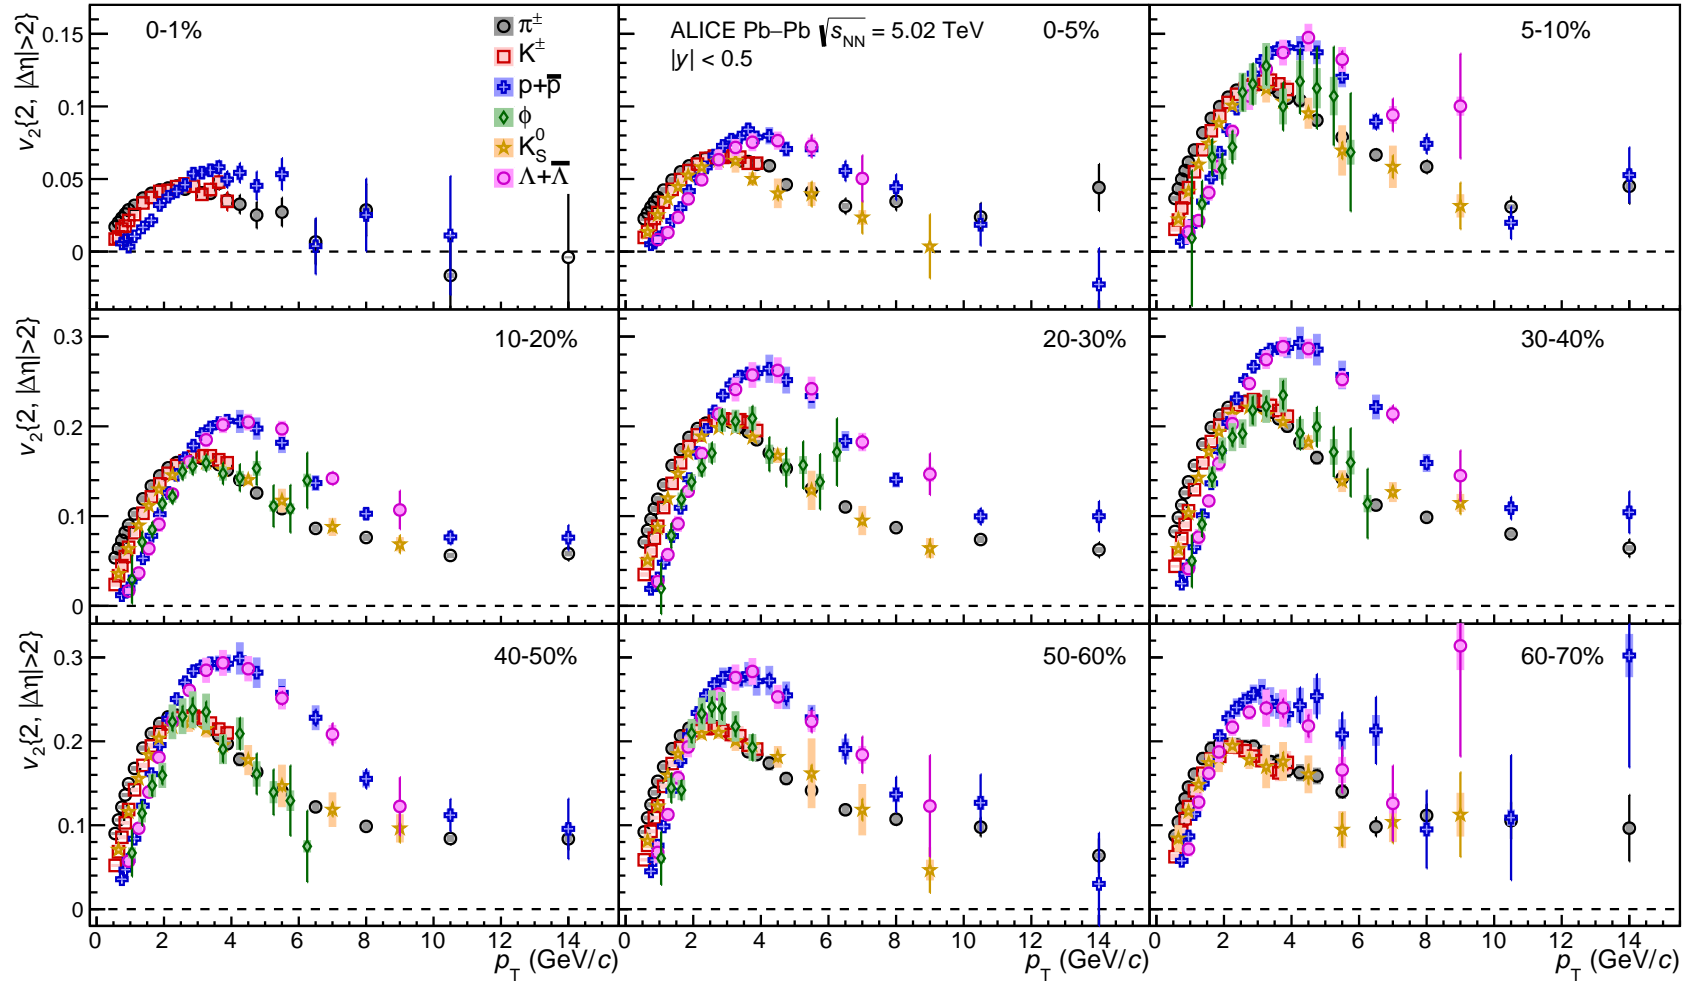 0-1%
π±
K±
p+p̅
ϕ
K⁰S
Λ+Λ̅
ALICE Pb–Pb √sNN = 5.02 TeV
|y| < 0.5
0-5%
5-10%
v2{2, |Δη|>2}
0.15
0.1
0.05
0
10-20%
20-30%
30-40%
v2{2, |Δη|>2}
0.3
0.2
0.1
0
40-50%
50-60%
60-70%
v2{2, |Δη|>2}
0.3
0.2
0.1
0
0 2 4 6 8 10 12 14
0 2 4 6 8 10 12 14
0 2 4 6 8 10 12 14
pT (GeV/c)
pT (GeV/c)
pT (GeV/c)